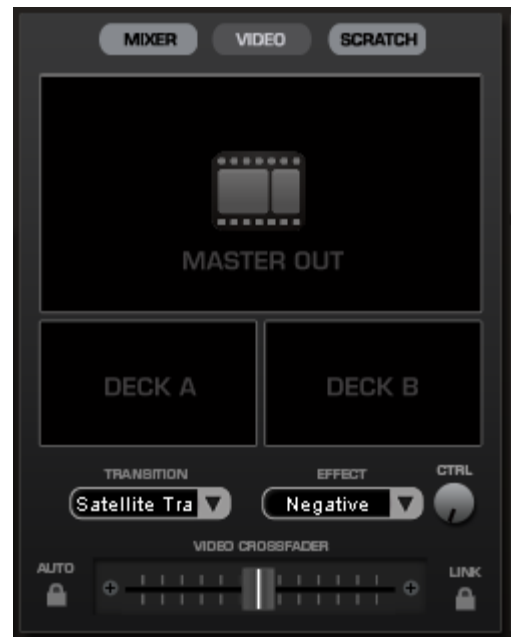 MIXER VIDEO SCRATCH
MASTER OUT
DECK A DECK B
TRANSITION EFFECT CTRL
Satellite Tra Negative
VIDEO CROSSFADER
AUTO LINK